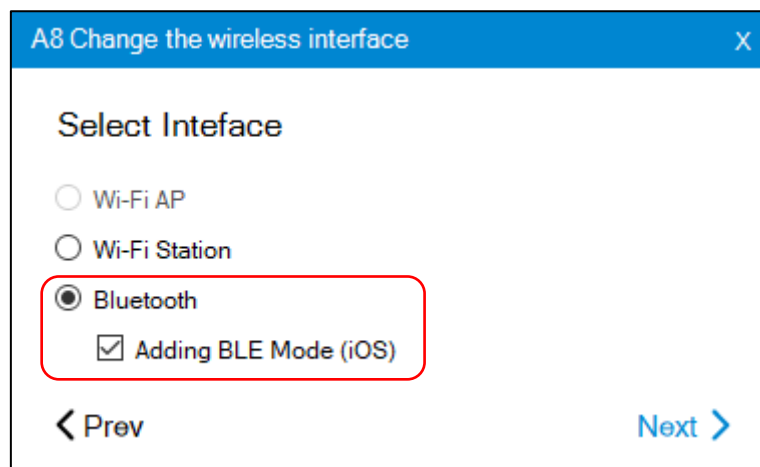 A8 Change the wireless interface X
Select Inteface
Wi-Fi AP
Wi-Fi Station
Bluetooth
Adding BLE Mode (iOS)
Prev Next